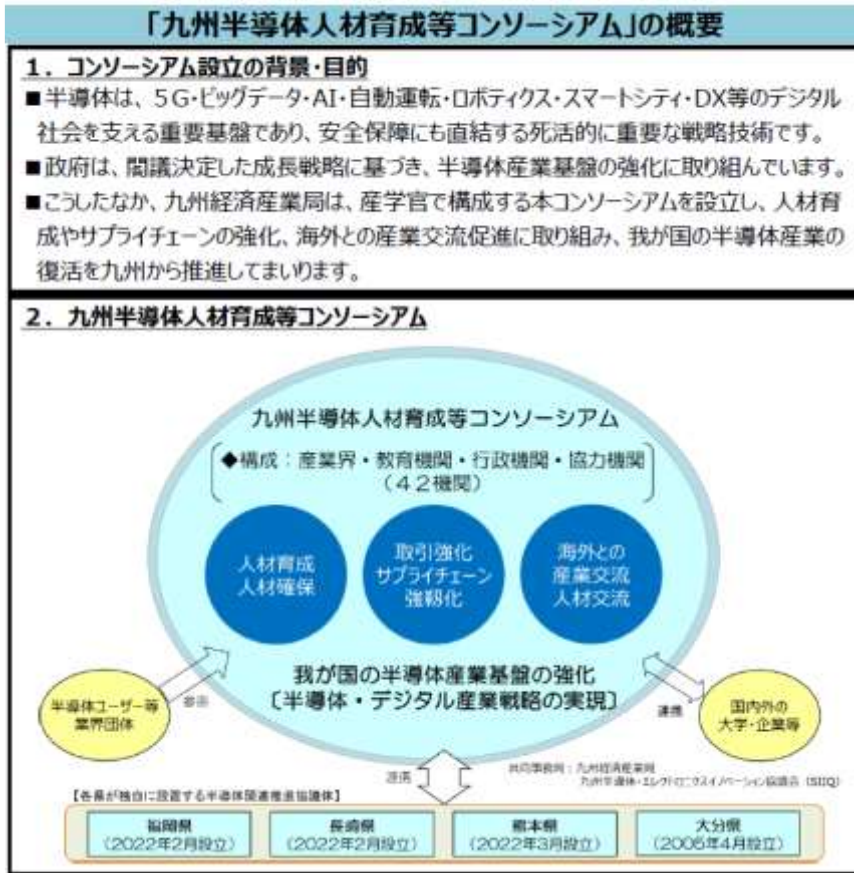 「九州半導体人材育成等コンソーシアム」の概要
１．コンソーシアム設立の背景・目的
■半導体は、５G・ビッグデータ・AI・自動運転・ロボティクス・スマートシティ・DX等のデジタル
社会を支える重要基盤であり、安全保障にも直結する死活的に重要な戦略技術です。
■政府は、閣議決定した成長戦略に基づき、半導体産業基盤の強化に取り組んでいます。
■こうしたなか、九州経済産業局は、産学官で構成する本コンソーシアムを設立し、人材育
成やサプライチェーンの強化、海外との産業交流促進に取り組み、我が国の半導体産業の
復活を九州から推進してまいります。
２．九州半導体人材育成等コンソーシアム
九州半導体人材育成等コンソーシアム
◆構成：産業界・教育機関・行政機関・協力機関
（４２機関）
人材育成
人材確保
取引強化
サプライチェーン
強靱化
海外との
産業交流
人材交流
我が国の半導体産業基盤の強化
〔半導体・デジタル産業戦略の実現〕
半導体ユーザー等
業界団体
参画
連携
国内外の
大学・企業等
連携
共同事務局：九州経済産業局
九州半導体・エレクトロニクスイノベーション協議会（SIIQ）
【各県が独自に設置する半導体関連推進協議体】
福岡県
（2022年2月設立）
長崎県
（2022年2月設立）
熊本県
（2022年3月設立）
大分県
（2005年4月設立）